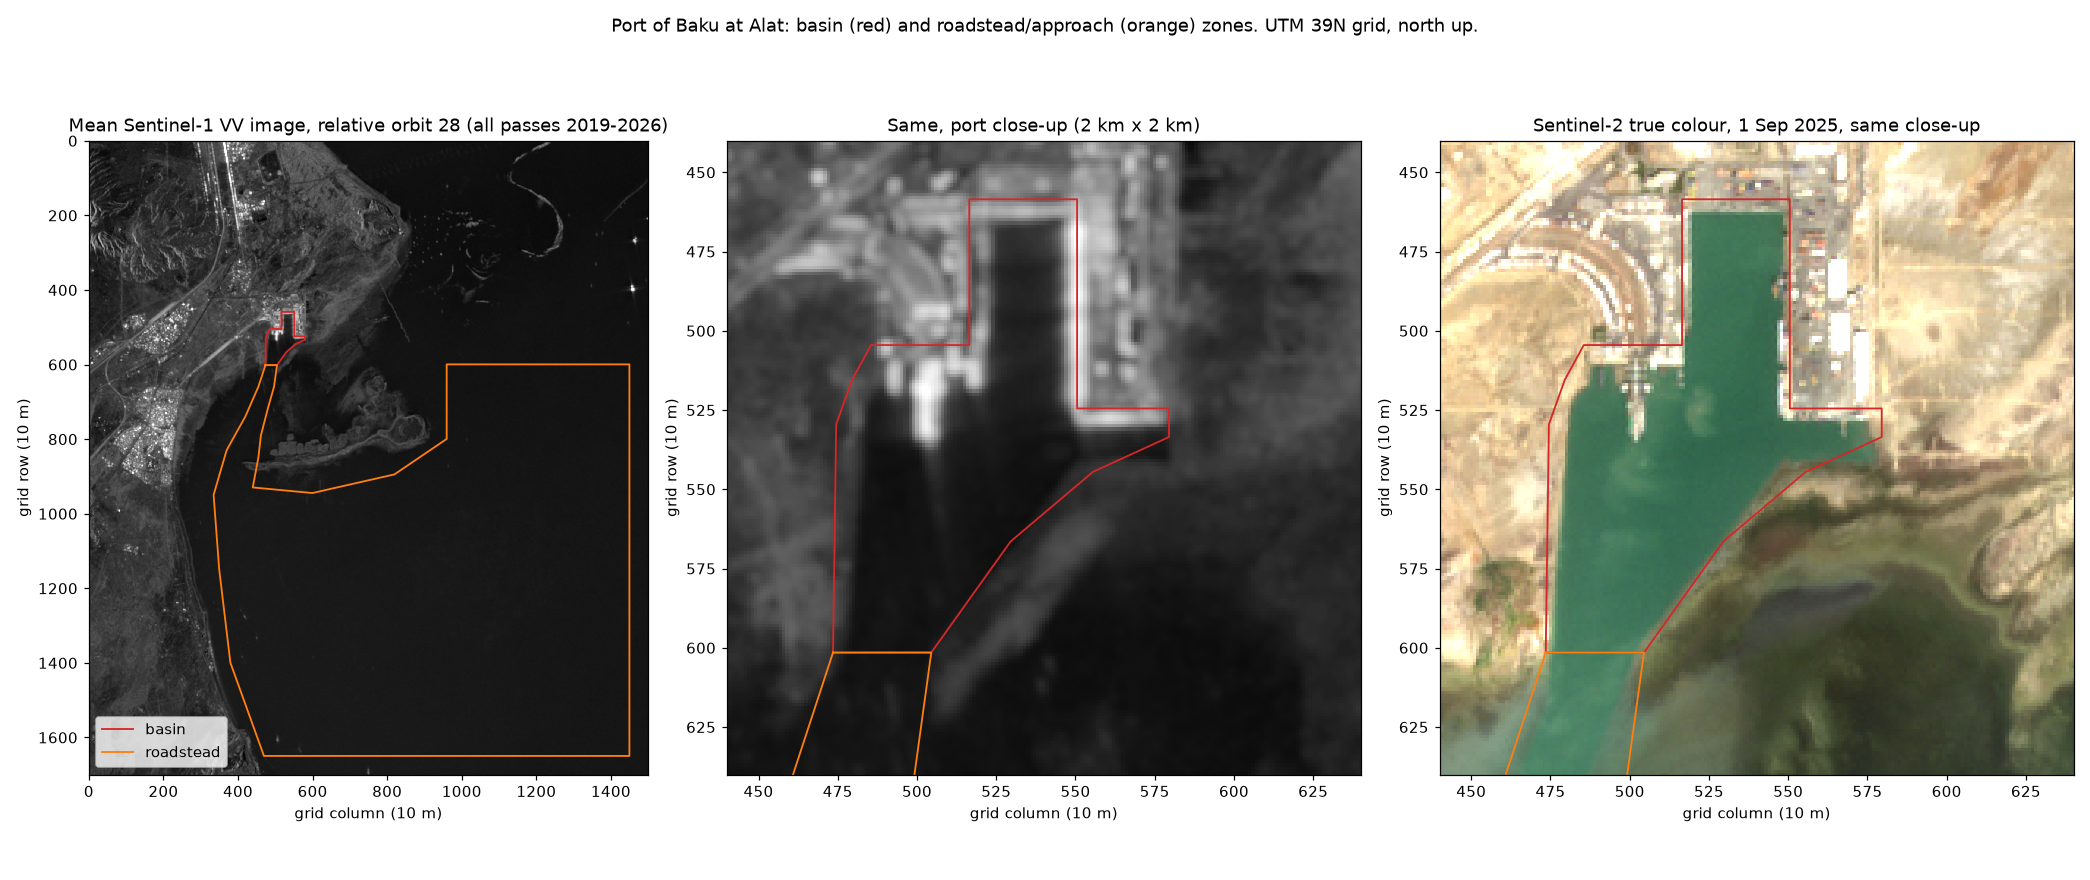 Port of Baku at Alat: basin (red) and roadstead/approach (orange) zones. UTM 39N grid, north up.
Mean Sentinel-1 VV image, relative orbit 28 (all passes 2019-2026)
0
200
400
600
800
1000
1200
1400
1600
grid row (10 m)
basin
roadstead
0 200 400 600 800 1000 1200 1400
grid column (10 m)
Same, port close-up (2 km x 2 km)
450
475
500
525
550
575
600
625
grid row (10 m)
450 475 500 525 550 575 600 625
grid column (10 m)
Sentinel-2 true colour, 1 Sep 2025, same close-up
450
475
500
525
550
575
600
625
grid row (10 m)
450 475 500 525 550 575 600 625
grid column (10 m)